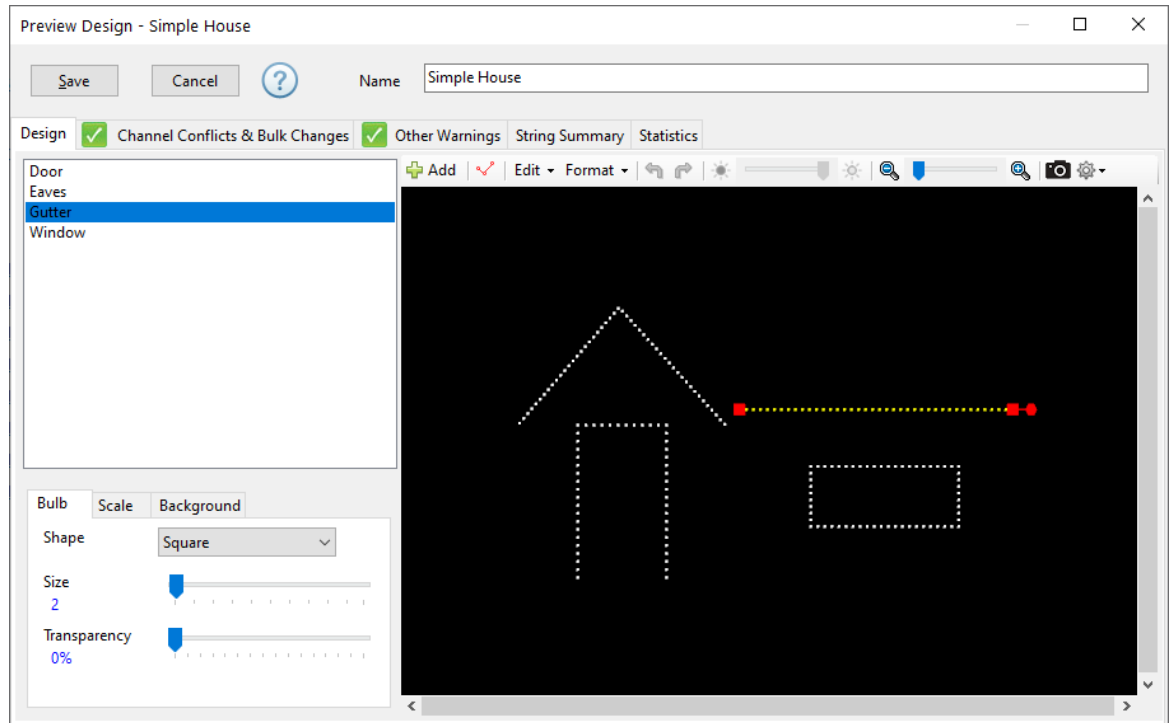 Preview Design - Simple House
Save Cancel ? Name Simple House
Design Channel Conflicts & Bulk Changes Other Warnings String Summary Statistics
Door
Eaves
Gutter
Window
Add Edit Format
Bulb Scale Background
Shape Square
Size
2
Transparency
0%